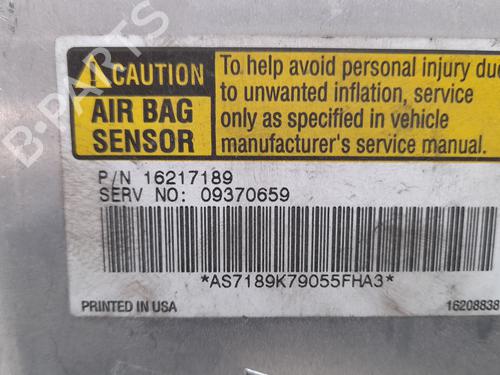 B-PARTS
CAUTION
AIR BAG
SENSOR
To help avoid personal injury due
to unwanted inflation, service
only as specified in vehicle
manufacturer's service manual.
P/N 16217189
SERV NO: 09370659
*AS7189K79055FHA3*
PRINTED IN USA
16208838